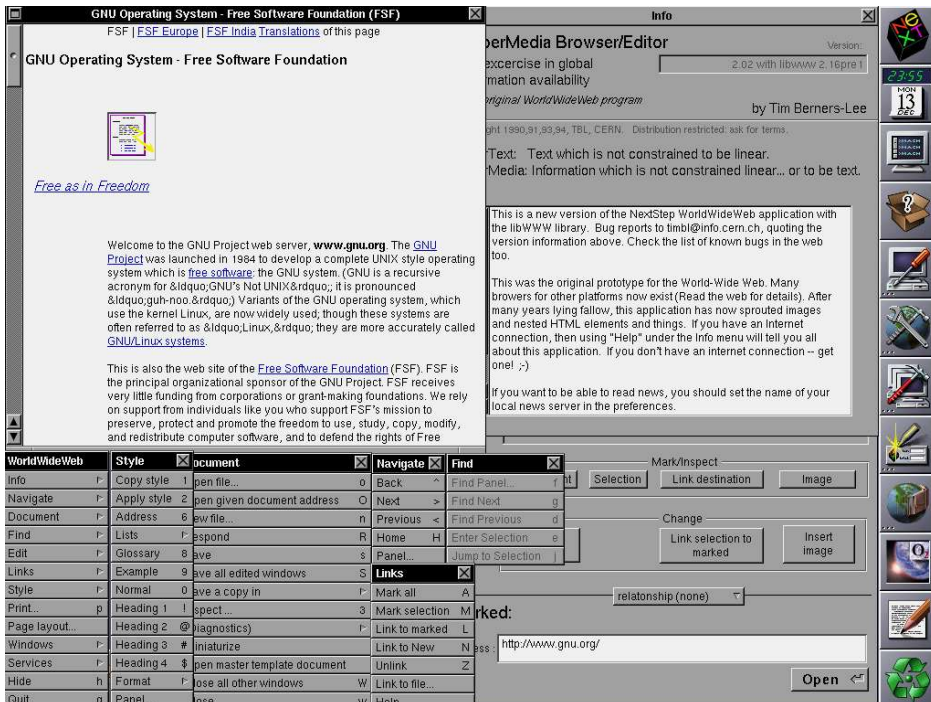 GNU Operating System - Free Software Foundation (FSF)
FSF | FSF Europe | FSF India Translations of this page
GNU Operating System - Free Software Foundation
Free as in Freedom
Welcome to the GNU Project web server, www.gnu.org. The GNU
Project was launched in 1984 to develop a complete UNIX style operating
system which is free software: the GNU system. (GNU is a recursive
acronym for &ldquo;GNU's Not UNIX&rdquo;; it is pronounced
&ldquo;guh-noo.&rdquo;) Variants of the GNU operating system, which
use the kernel Linux, are now widely used; though these systems are
often referred to as &ldquo;Linux,&rdquo; they are more accurately called
GNU/Linux systems.
This is also the web site of the Free Software Foundation (FSF). FSF is
the principal organizational sponsor of the GNU Project. FSF receives
very little funding from corporations or grant-making foundations. We rely
on support from individuals like you who support FSF's mission to
preserve, protect and promote the freedom to use, study, copy, modify,
and redistribute computer software, and to defend the rights of Free
Info
perMedia Browser/Editor
Version:
excercise in global
2.02 with libwww 2.16pre1
mation availability
original WorldWideWeb program
by Tim Berners-Lee
ght 1990,91,93,94, TBL, CERN. Distribution restricted: ask for terms.
rText: Text which is not constrained to be linear.
rMedia: Information which is not constrained linear... or to be text.
This is a new version of the NextStep WorldWideWeb application with
the libWWW library. Bug reports to timbl@info.cern.ch, quoting the
version information above. Check the list of known bugs in the web
too.
This was the original prototype for the World-Wide Web. Many
browsers for other platforms now exist (Read the web for details). After
many years lying fallow, this application has now sprouted images
and nested HTML elements and things. If you have an Internet
connection, then using "Help" under the Info menu will tell you all
about this application. If you don't have an internet connection -- get
one! ;-)
If you want to be able to read news, you should set the name of your
local news server in the preferences.
WorldWideWeb
Info
Navigate
Document
Find
Edit
Links
Style
Print... p
Page layout...
Windows
Services
Hide h
Quit q
Style
Copy style 1
Apply style 2
Address 6
Lists
Glossary 8
Example 9
Normal 0
Heading 1 !
Heading 2 @
Heading 3 #
Heading 4 $
Format
Panel
ocument
pen file... o
pen given document address O
ew file... n
espond R
ave s
ave all edited windows S
ave a copy in
nspect ... 3
diagnostics)
iniaturize
pen master template document
lose all other windows W
lose w
Navigate
Back ^
Next >
Previous <
Home H
Panel...
Find
Find Panel... f
Find Next g
Find Previous d
Enter Selection e
Jump to Selection j
Links
Mark all A
Mark selection M
Link to marked L
Link to New N
Unlink Z
Link to file...
Help
Mark/Inspect
nt
Selection
Link destination
Image
Change
Link selection to
marked
Insert
image
relatonship (none)
rked:
ess :
http://www.gnu.org/
Open
NeXT
23:55
MON
13
DEC